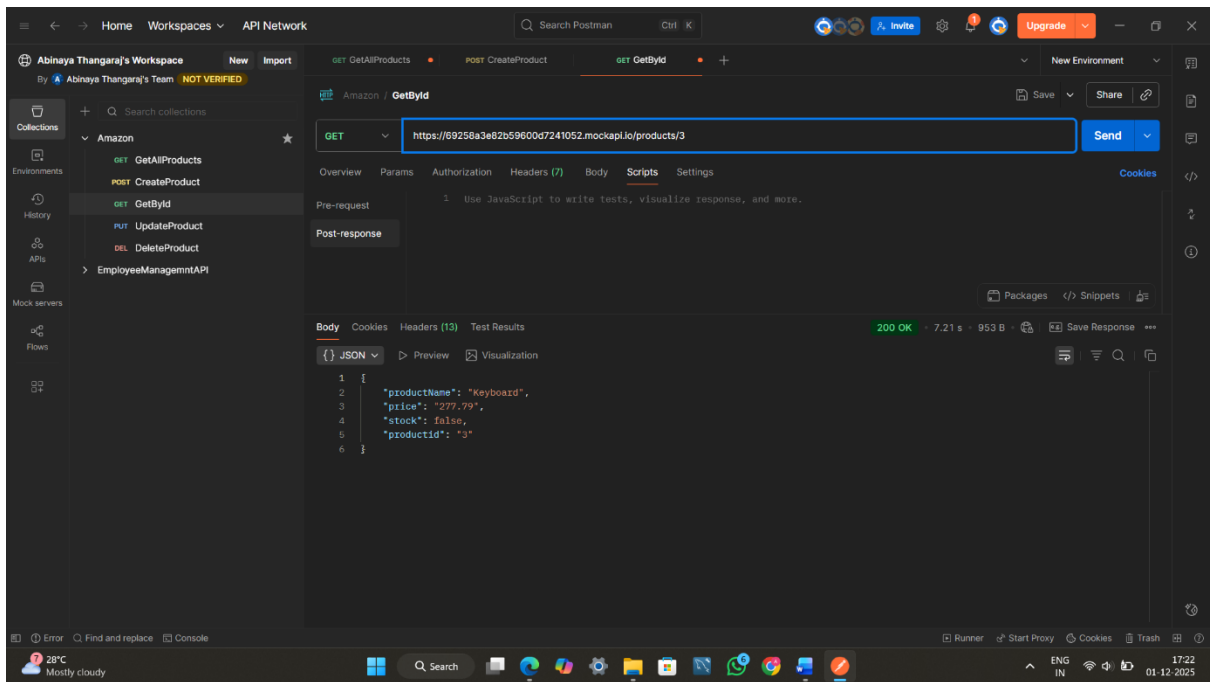 Home Workspaces API Network Search Postman Ctrl K Invite 1 Upgrade
Abinaya Thangaraj's Workspace New Import
By A Abinaya Thangaraj's Team NOT VERIFIED
GET GetAllProducts POST CreateProduct GET GetById + New Environment
HTTP Amazon / GetById Save Share
Collections
Environments
History
APIs
Mock servers
Flows
+ Search collections
Amazon
GET GetAllProducts
POST CreateProduct
GET GetById
PUT UpdateProduct
DEL DeleteProduct
EmployeeManagemntAPI
GET https://69258a3e82b59600d7241052.mockapi.io/products/3 Send
Overview Params Authorization Headers (7) Body Scripts Settings Cookies
Pre-request
Post-response
1 Use JavaScript to write tests, visualize response, and more.
Packages </> Snippets
Body Cookies Headers (13) Test Results 200 OK 7.21 s 953 B Save Response
{} JSON Preview Visualization
1 {
2 "productName": "Keyboard",
3 "price": "277.79",
4 "stock": false,
5 "productid": "3"
6 }
Error Find and replace Console Runner Start Proxy Cookies Trash
7 28°C
Mostly cloudy
Search
ENG
IN
17:22
01-12-2025